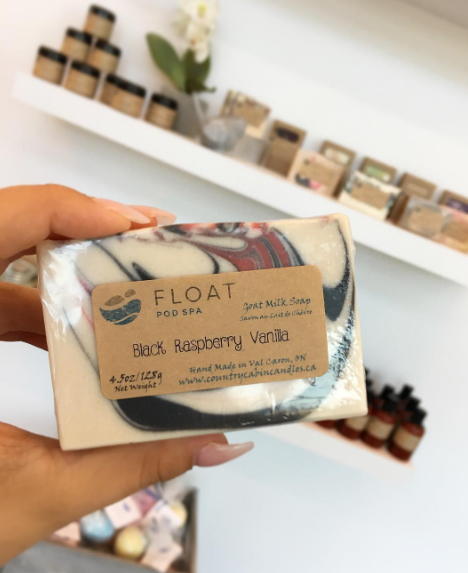 FLOAT
POD SPA
Goat Milk Soap
Savon au Lait de Chèvre
Black Raspberry Vanilla
4.5oz/128g
Net Weight
Hand Made in Val Caron, ON
www.countrycabincandles.ca